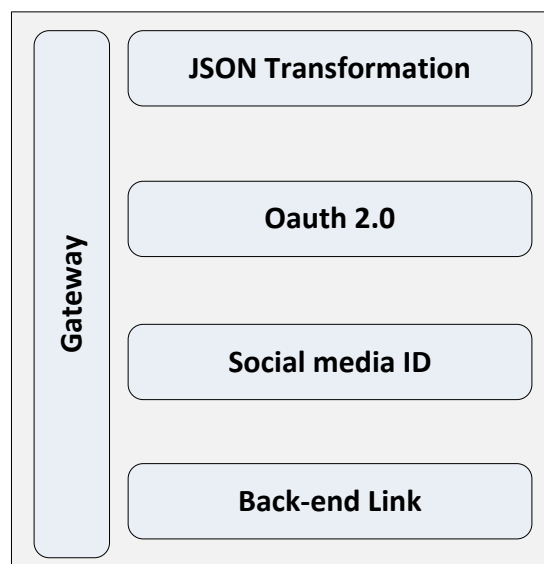 Gateway
JSON Transformation
Oauth 2.0
Social media ID
Back-end Link